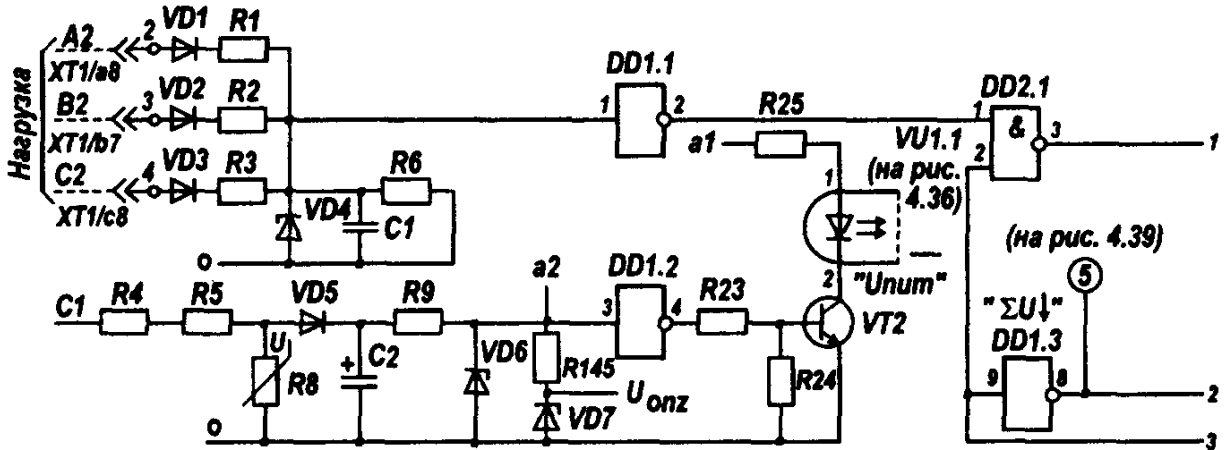 Нагрузка
A2
XT1/a8
2
VD1
R1
B2
XT1/b7
3
VD2
R2
C2
XT1/c8
4
VD3
R3
VD4
C1
R6
0
1
DD1.1
2
a1
R25
VU1.1
(на рис.
4.36)
1
2
"Uпит"
DD2.1
1
2
&
3
1
C1
R4
R5
U
R8
VD5
+
C2
R9
VD6
a2
R145
Uопz
VD7
0
3
DD1.2
4
R23
R24
VT2
(на рис. 4.39)
5
"ΣU↓"
DD1.3
9
8
2
3